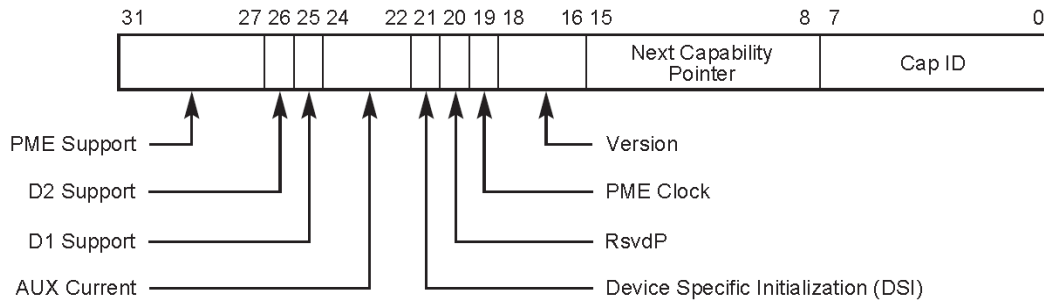 31 27 26 25 24 22 21 20 19 18 16 15 8 7 0
Next Capability
Pointer
Cap ID
PME Support
Version
D2 Support
PME Clock
D1 Support
RsvdP
AUX Current
Device Specific Initialization (DSI)